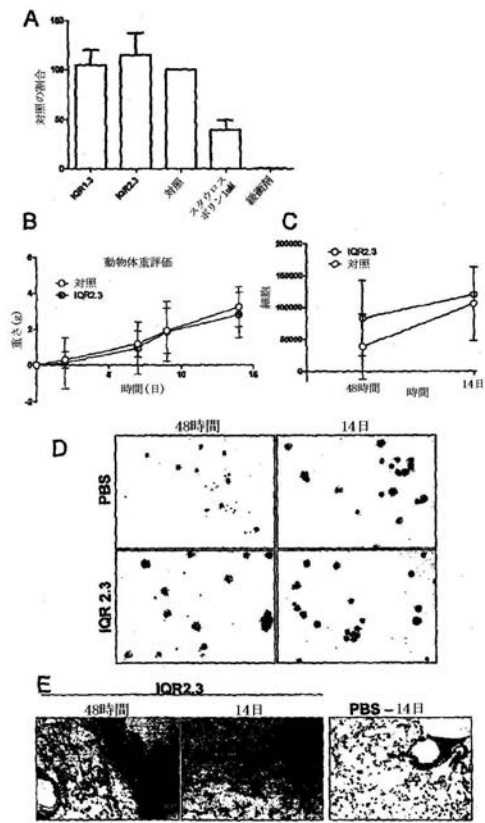 A
対照の割合
150
100
50
0
IQR1.3
IQR2.3
対照
スタウロス
ポリン1uM
緩衝剤
B
動物体重評価
対照
IQR2.3
重さ(g)
6
4
2
0
-2
0
5
10
15
時間(日)
C
IQR2.3
対照
細胞
200000
150000
100000
50000
0
48時間
時間
14日
D
48時間
14日
PBS
IQR 2.3
E
IQR2.3
48時間
14日
PBS – 14日